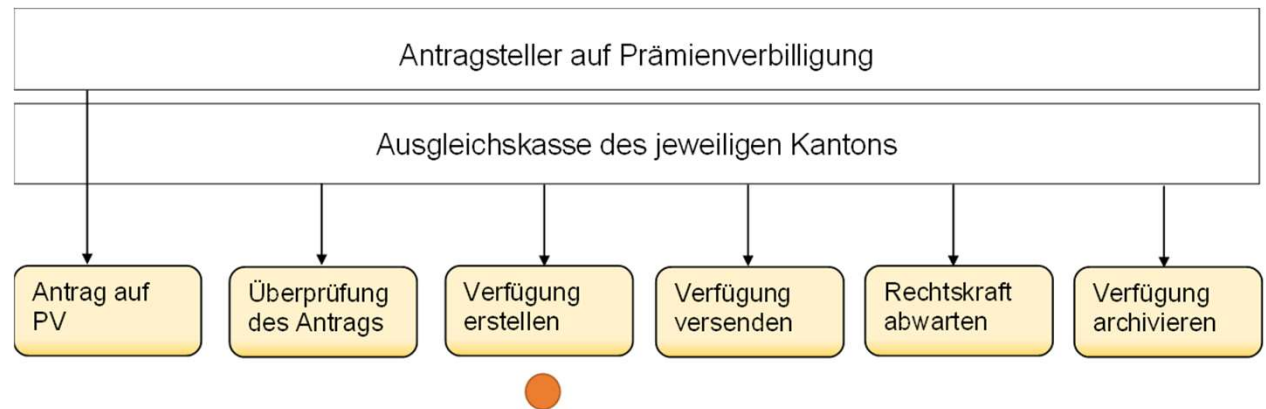 Antragsteller auf Prämienverbilligung
Ausgleichskasse des jeweiligen Kantons
Antrag auf
PV
Überprüfung
des Antrags
Verfügung
erstellen
Verfügung
versenden
Rechtskraft
abwarten
Verfügung
archivieren